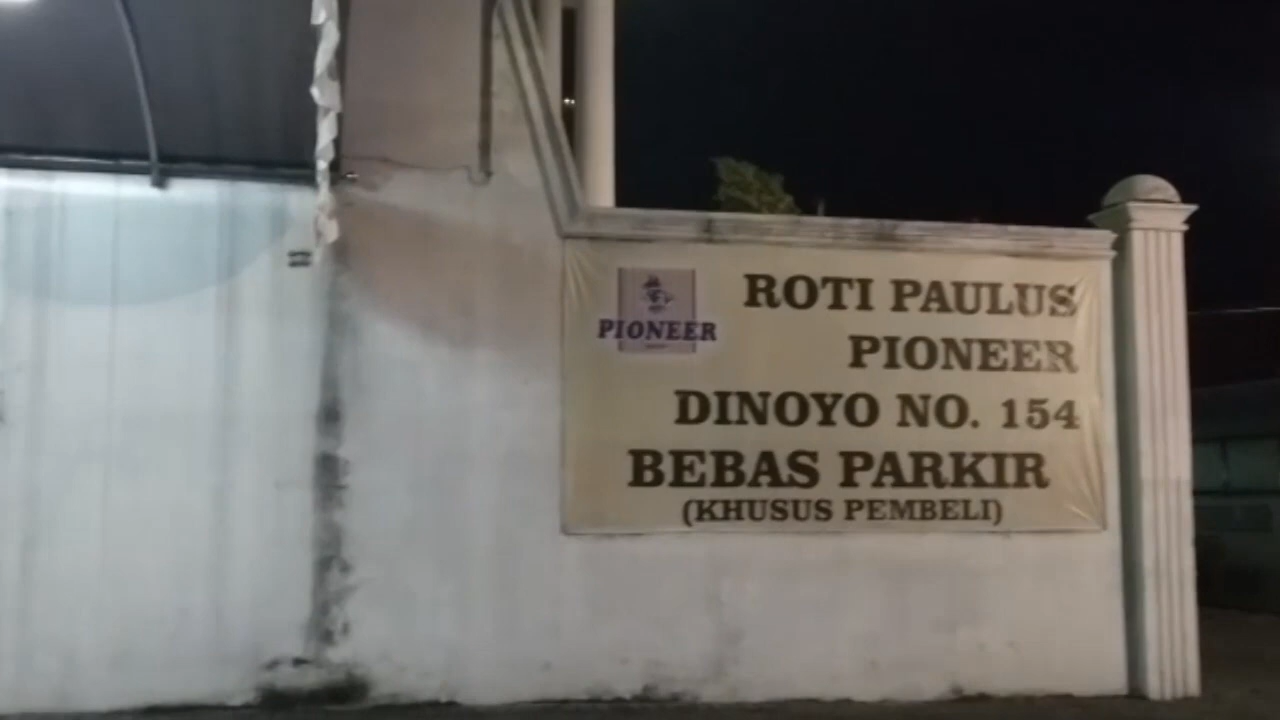 PIONEER
ROTI PAULUS
PIONEER
DINOYO NO. 154
BEBAS PARKIR
(KHUSUS PEMBELI)